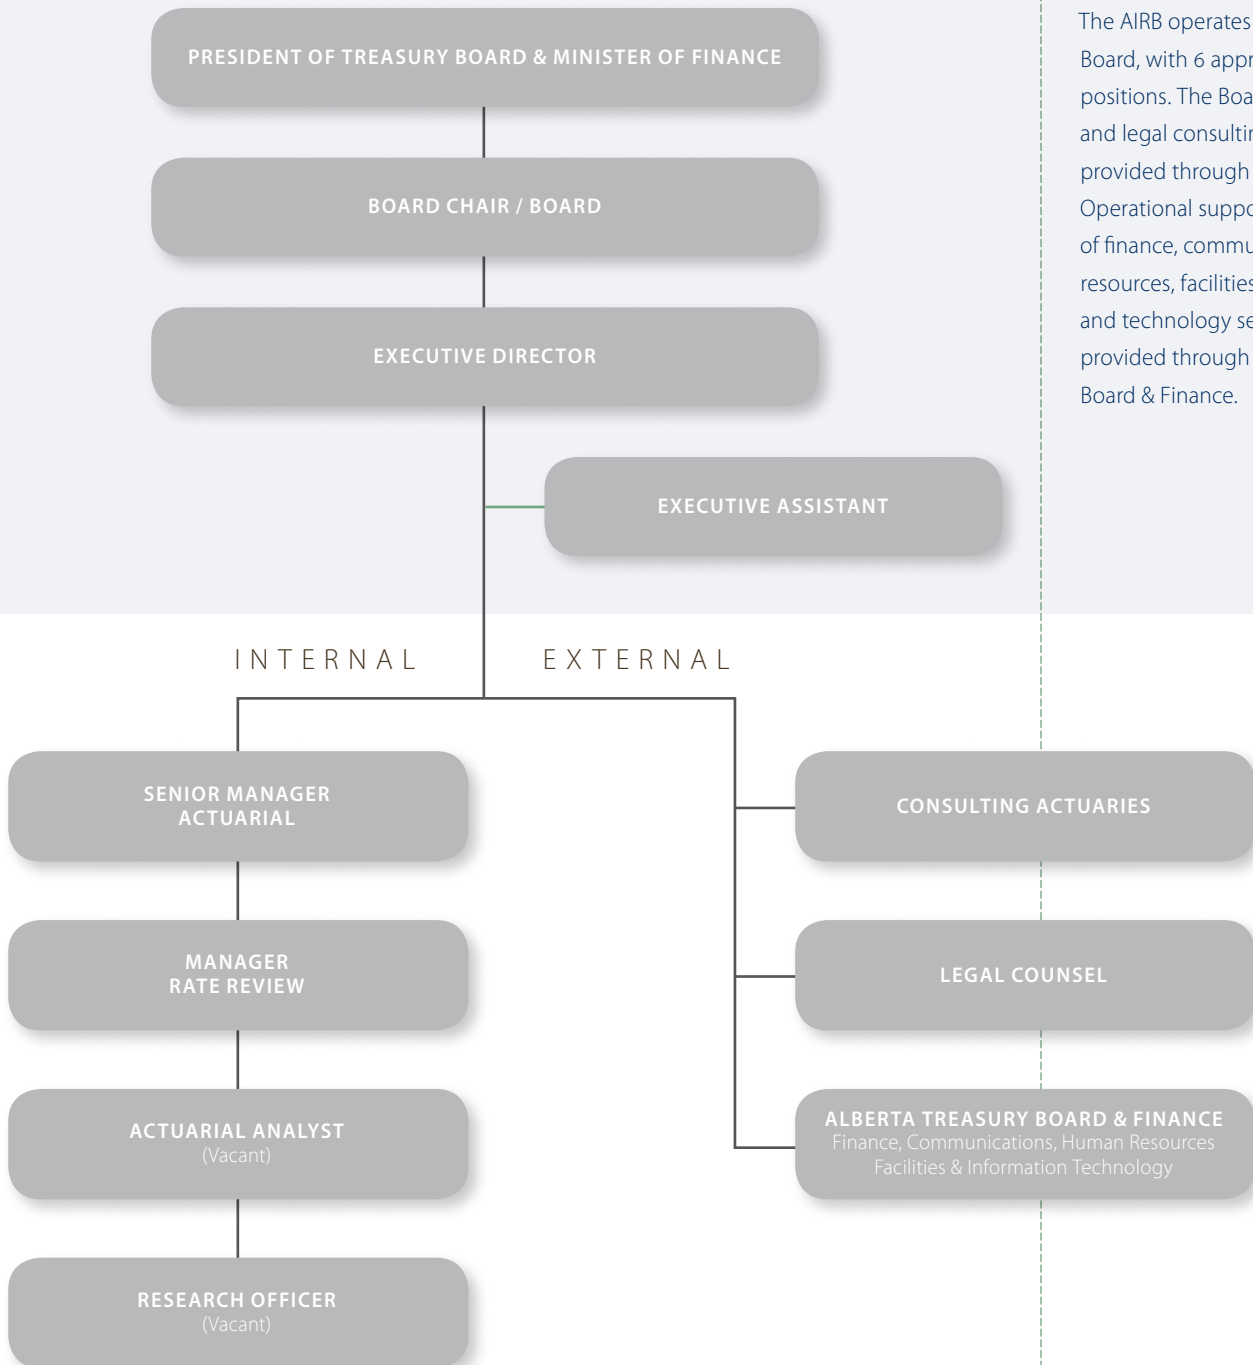 PRESIDENT OF TREASURY BOARD & MINISTER OF FINANCE
BOARD CHAIR / BOARD
EXECUTIVE DIRECTOR
EXECUTIVE ASSISTANT
The AIRB operates
Board, with 6
positions. The
and legal
provided through
Operational
of finance,
resources, facilities
and technology
provided through
Board & Finance.
INTERNAL
EXTERNAL
SENIOR MANAGER
ACTUARIAL
MANAGER
RATE REVIEW
ACTUARIAL ANALYST
(Vacant)
RESEARCH OFFICER
(Vacant)
CONSULTING ACTUARIES
LEGAL COUNSEL
ALBERTA TREASURY BOARD & FINANCE
Finance, Communications, Human Resources
Facilities & Information Technology